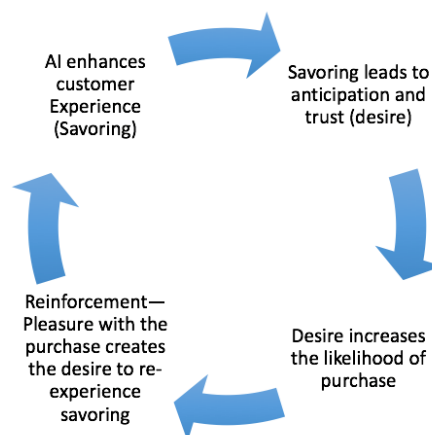 AI enhances
customer
Experience
(Savoring)
Savoring leads to
anticipation and
trust (desire)
Desire increases
the likelihood of
purchase
Reinforcement—
Pleasure with the
purchase creates
the desire to re-
experience
savoring